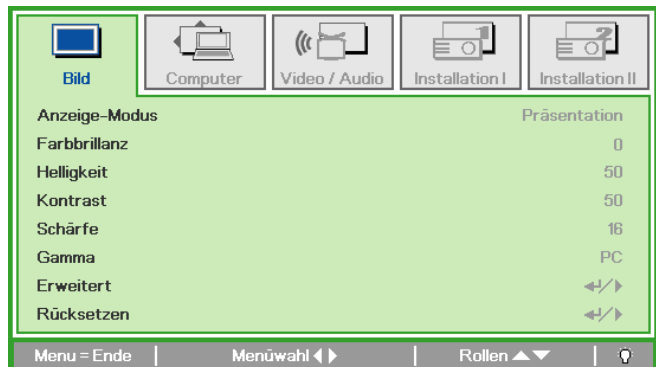 Bild Computer Video / Audio Installation I Installation II
Anzeige-Modus Präsentation
Farbbrillanz 0
Helligkeit 50
Kontrast 50
Schärfe 16
Gamma PC
Erweitert
Rücksetzen
Menu = Ende Menüwahl Rollen